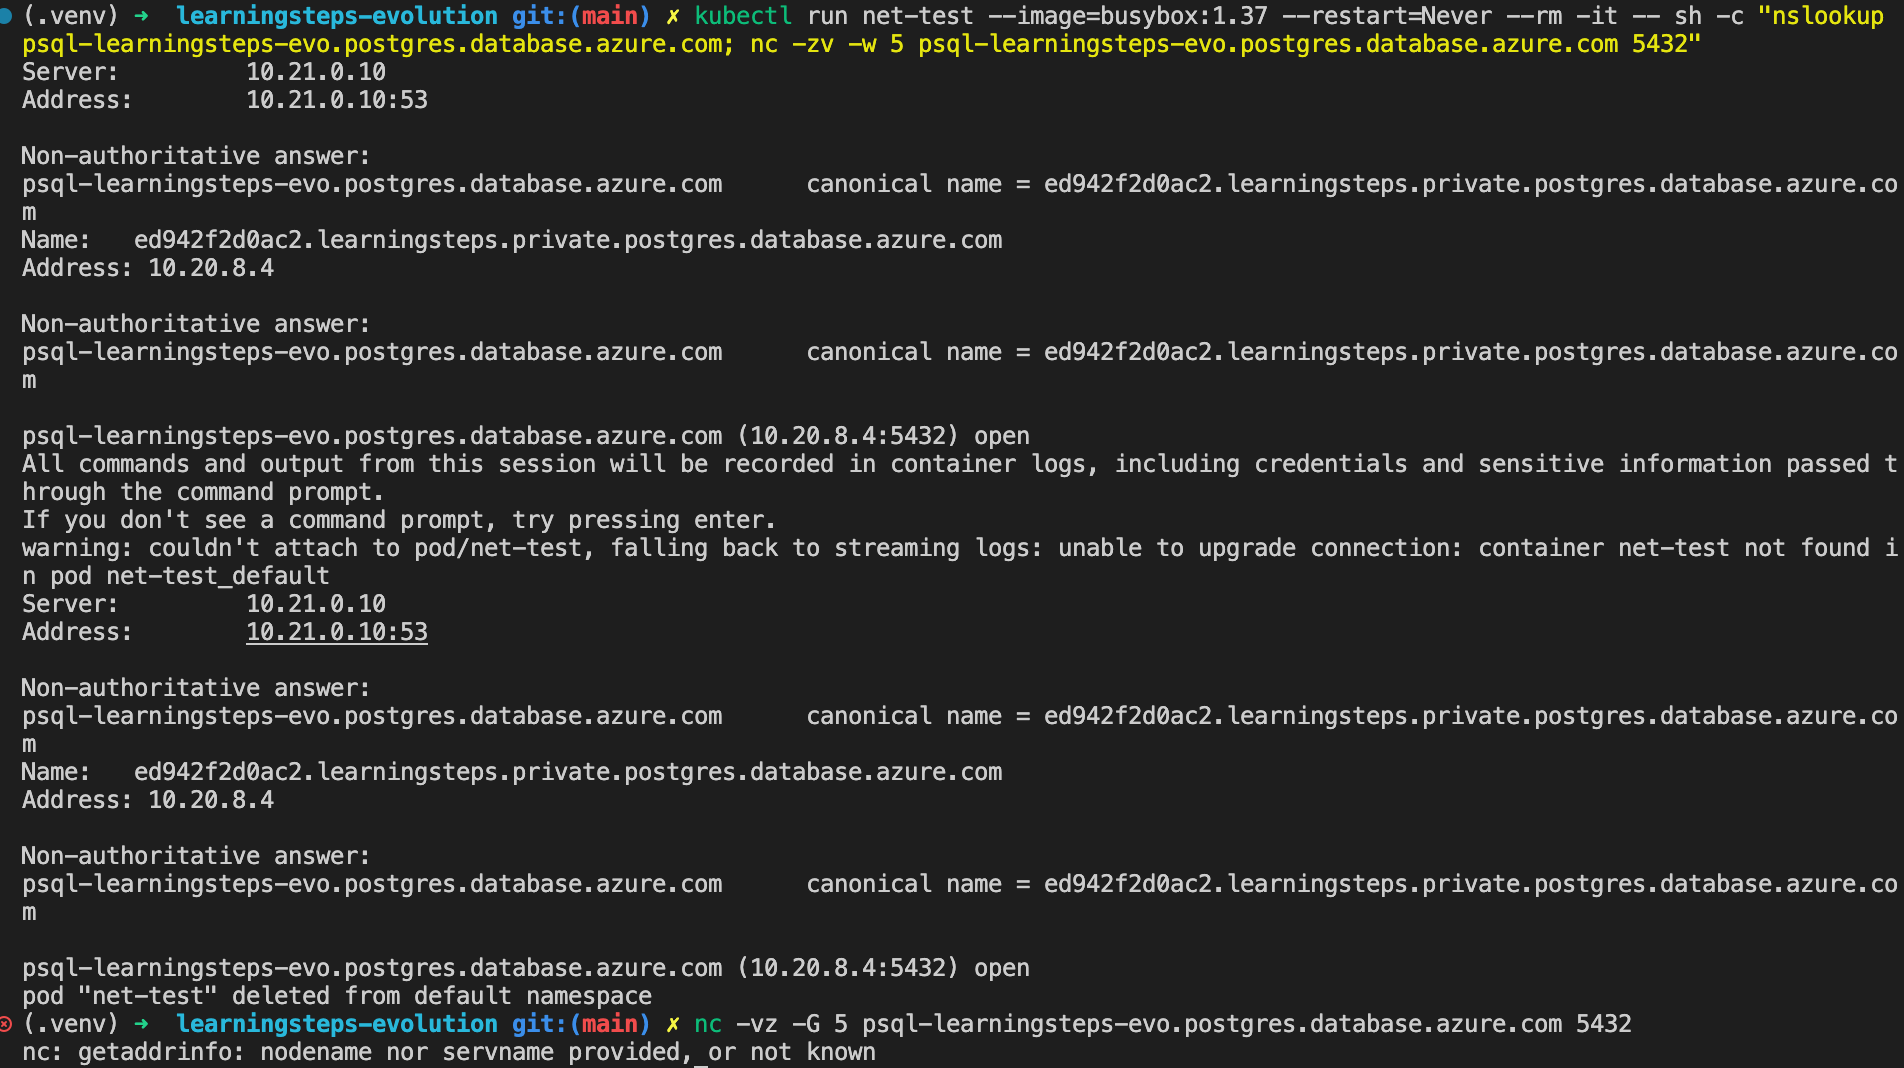 (.venv) ➜  learningsteps-evolution git:(main) ✗ kubectl run net-test --image=busybox:1.37 --restart=Never --rm -it -- sh -c "nslookup
psql-learningsteps-evo.postgres.database.azure.com; nc -zv -w 5 psql-learningsteps-evo.postgres.database.azure.com 5432"
Server:         10.21.0.10
Address:        10.21.0.10:53
Non-authoritative answer:
psql-learningsteps-evo.postgres.database.azure.com      canonical name = ed942f2d0ac2.learningsteps.private.postgres.database.azure.co
m
Name:   ed942f2d0ac2.learningsteps.private.postgres.database.azure.com
Address: 10.20.8.4
Non-authoritative answer:
psql-learningsteps-evo.postgres.database.azure.com      canonical name = ed942f2d0ac2.learningsteps.private.postgres.database.azure.co
m
psql-learningsteps-evo.postgres.database.azure.com (10.20.8.4:5432) open
All commands and output from this session will be recorded in container logs, including credentials and sensitive information passed t
hrough the command prompt.
If you don't see a command prompt, try pressing enter.
warning: couldn't attach to pod/net-test, falling back to streaming logs: unable to upgrade connection: container net-test not found i
n pod net-test_default
Server:         10.21.0.10
Address:        10.21.0.10:53
Non-authoritative answer:
psql-learningsteps-evo.postgres.database.azure.com      canonical name = ed942f2d0ac2.learningsteps.private.postgres.database.azure.co
m
Name:   ed942f2d0ac2.learningsteps.private.postgres.database.azure.com
Address: 10.20.8.4
Non-authoritative answer:
psql-learningsteps-evo.postgres.database.azure.com      canonical name = ed942f2d0ac2.learningsteps.private.postgres.database.azure.co
m
psql-learningsteps-evo.postgres.database.azure.com (10.20.8.4:5432) open
pod "net-test" deleted from default namespace
(.venv) ➜  learningsteps-evolution git:(main) ✗ nc -vz -G 5 psql-learningsteps-evo.postgres.database.azure.com 5432
nc: getaddrinfo: nodename nor servname provided, or not known